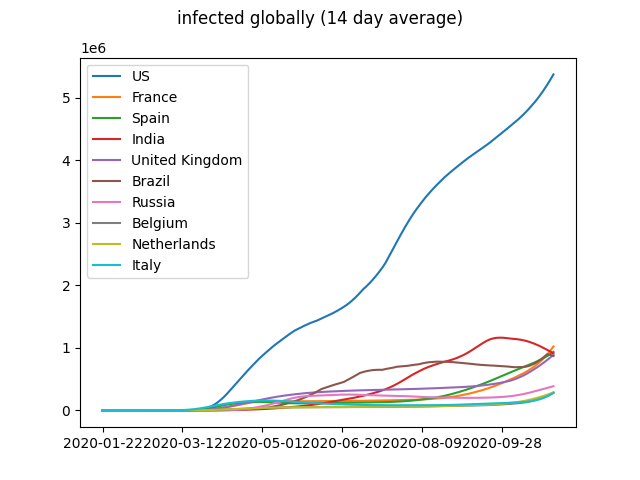 infected globally (14 day average)
1e6
5
4
3
2
1
0
US
France
Spain
India
United Kingdom
Brazil
Russia
Belgium
Netherlands
Italy
2020-01-22 2020-03-12 2020-05-01 2020-06-20 2020-08-09 2020-09-28